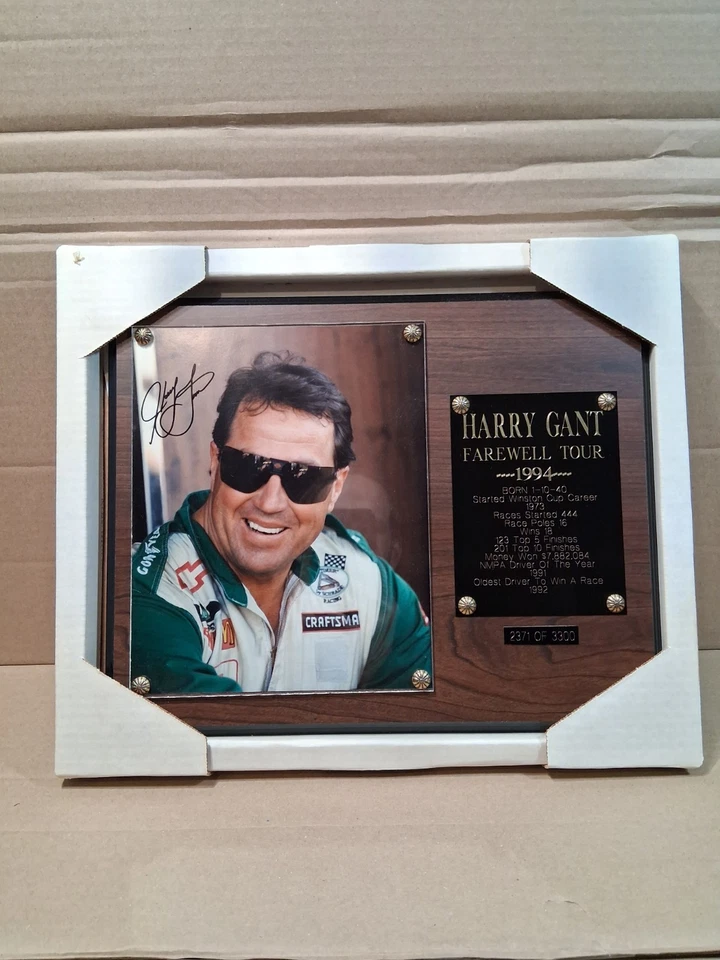 HARRY GANT
FAREWELL TOUR
----1994----
BORN 1-10-40
Started Winston Cup Career
1973
Races Started 444
Race Poles 16
Wins 18
123 Top 5 Finishes
201 Top 10 Finishes
Money Won $7,882,084
NMPA Driver Of The Year
1991
Oldest Driver To Win A Race
1992
2371 OF 3300
GOODYEAR
CRAFTSMA